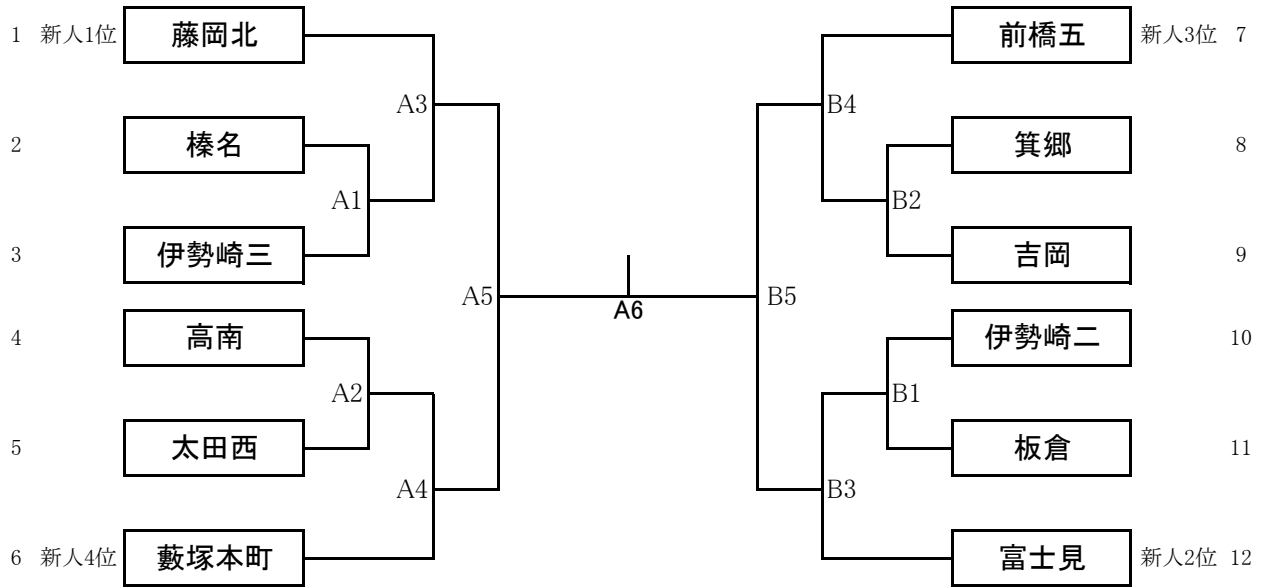 1 新人1位 藤岡北
A3
2 榛名
A1
3 伊勢崎三
A5
4 高南
A2
5 太田西
A4
6 新人4位 藪塚本町
A6
前橋五 新人3位 7
B4
箕郷 8
B2
吉岡 9
B5
伊勢崎二 10
B1
板倉 11
B3
富士見 新人2位 12